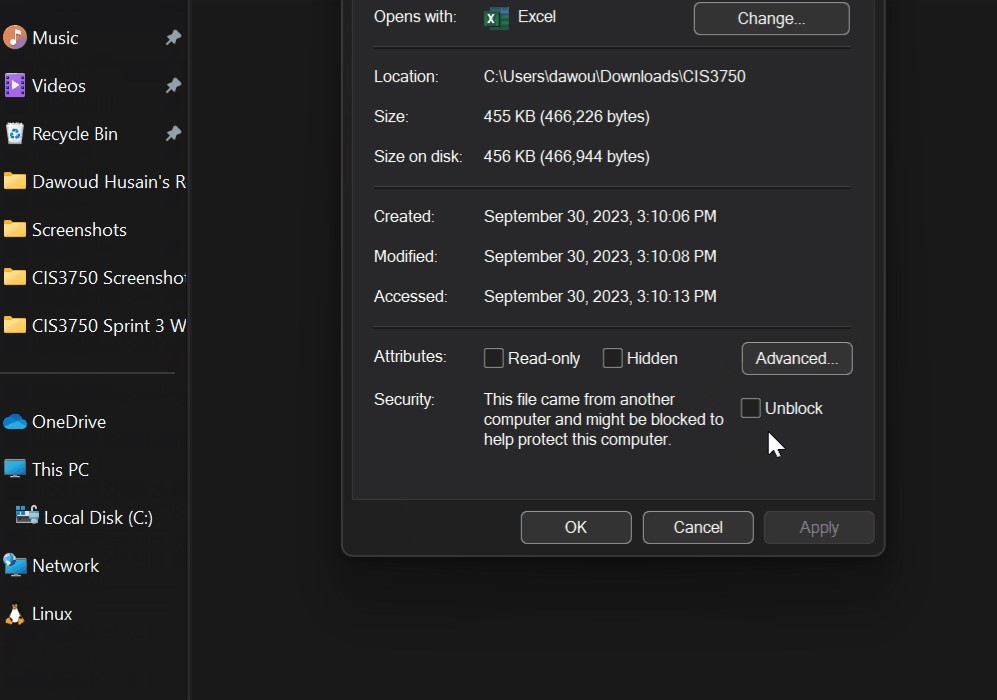 Music
Videos
Recycle Bin
Dawoud Husain's R
Screenshots
CIS3750 Screensho
CIS3750 Sprint 3 W
OneDrive
This PC
Local Disk (C:)
Network
Linux
Opens with: Excel Change...
Location: C:\Users\dawou\Downloads\CIS3750
Size: 455 KB (466,226 bytes)
Size on disk: 456 KB (466,944 bytes)
Created: September 30, 2023, 3:10:06 PM
Modified: September 30, 2023, 3:10:08 PM
Accessed: September 30, 2023, 3:10:13 PM
Attributes: Read-only Hidden Advanced...
Security: This file came from another
computer and might be blocked to
help protect this computer.
Unblock
OK Cancel Apply